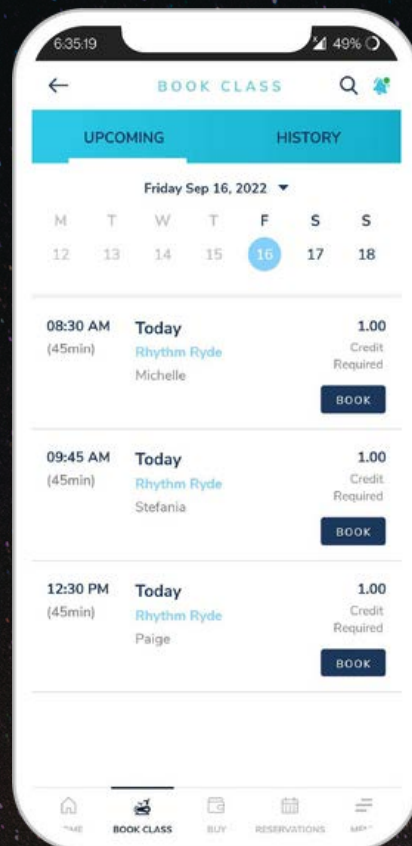 6:35:19
49%
BOOK CLASS
UPCOMING HISTORY
Friday Sep 16, 2022
M T W T F S S
12 13 14 15 16 17 18
08:30 AM Today 1.00
(45min) Rhythm Ryde Credit
Michelle Required
BOOK
09:45 AM Today 1.00
(45min) Rhythm Ryde Credit
Stefania Required
BOOK
12:30 PM Today 1.00
(45min) Rhythm Ryde Credit
Paige Required
BOOK
BOOK CLASS BUY RESERVATIONS